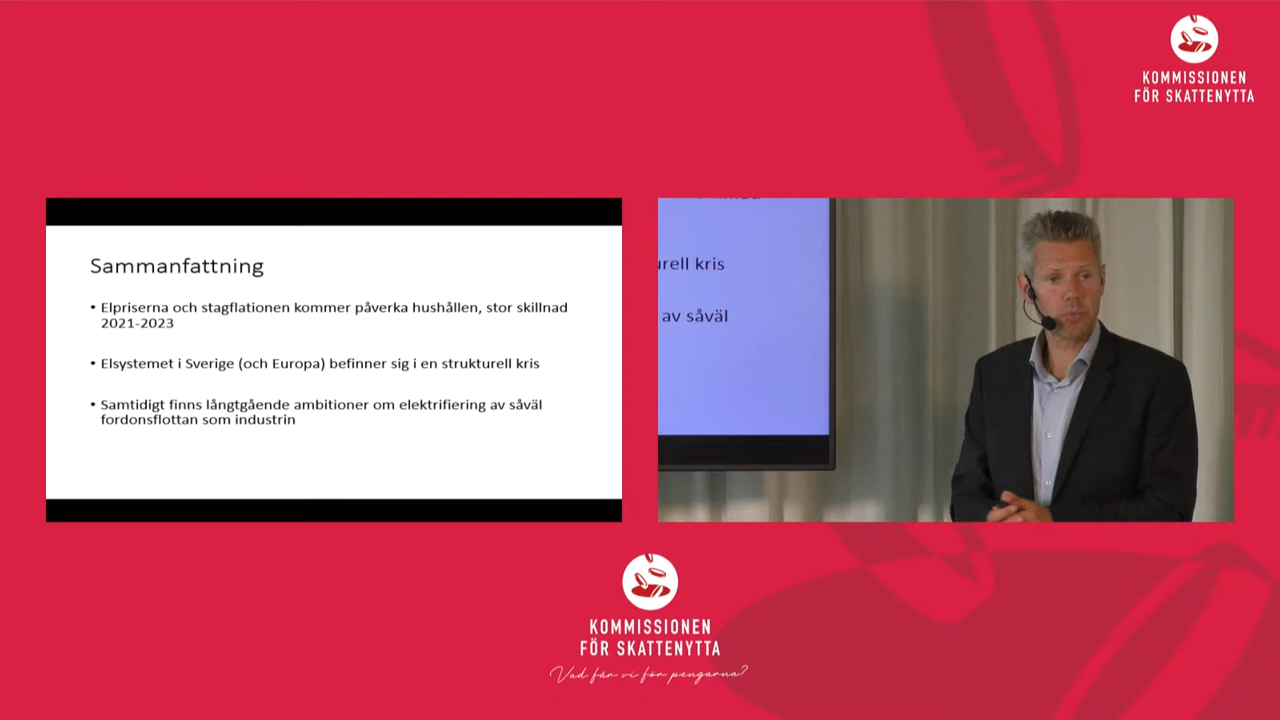 KOMMISSIONEN
FÖR SKATTENYTTA
Sammanfattning
• Elpriserna och stagflationen kommer påverka hushållen, stor skillnad
2021-2023
• Elsystemet i Sverige (och Europa) befinner sig i en strukturell kris
• Samtidigt finns långtgående ambitioner om elektrifiering av såväl
fordonsflottan som industrin
urell kris
av såväl
KOMMISSIONEN
FÖR SKATTENYTTA
Vad får vi för pengarna?